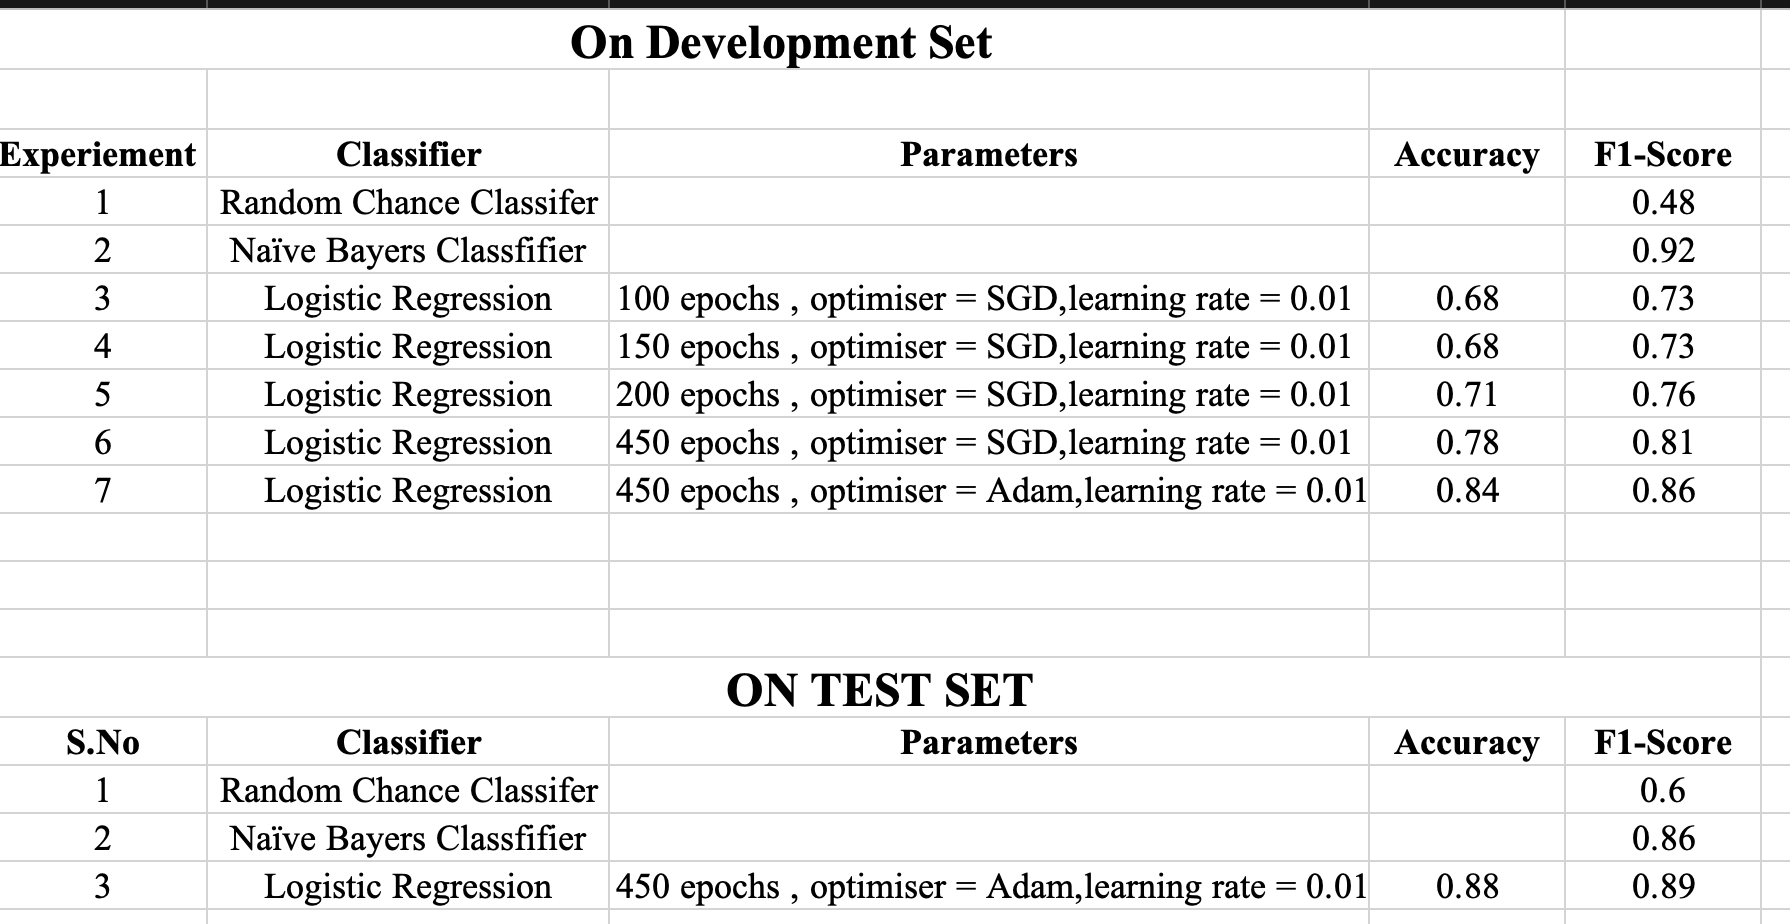 On Development Set
Experiement Classifier Parameters Accuracy F1-Score
1 Random Chance Classifer 0.48
2 Naïve Bayers Classfifier 0.92
3 Logistic Regression 100 epochs , optimiser = SGD,learning rate = 0.01 0.68 0.73
4 Logistic Regression 150 epochs , optimiser = SGD,learning rate = 0.01 0.68 0.73
5 Logistic Regression 200 epochs , optimiser = SGD,learning rate = 0.01 0.71 0.76
6 Logistic Regression 450 epochs , optimiser = SGD,learning rate = 0.01 0.78 0.81
7 Logistic Regression 450 epochs , optimiser = Adam,learning rate = 0.01 0.84 0.86
ON TEST SET
S.No Classifier Parameters Accuracy F1-Score
1 Random Chance Classifer 0.6
2 Naïve Bayers Classfifier 0.86
3 Logistic Regression 450 epochs , optimiser = Adam,learning rate = 0.01 0.88 0.89